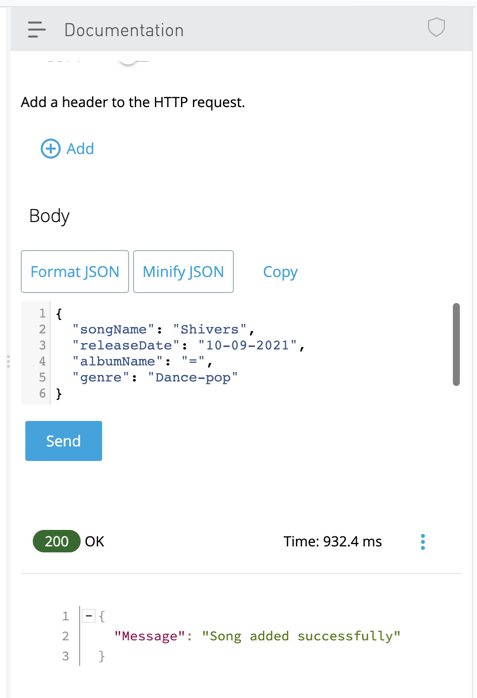 Documentation
Add a header to the HTTP request.
Add
Body
Format JSON Minify JSON Copy
1 {
2 "songName": "Shivers",
3 "releaseDate": "10-09-2021",
4 "albumName": "=",
5 "genre": "Dance-pop"
6 }
Send
200 OK Time: 932.4 ms
1 {
2 "Message": "Song added successfully"
3 }